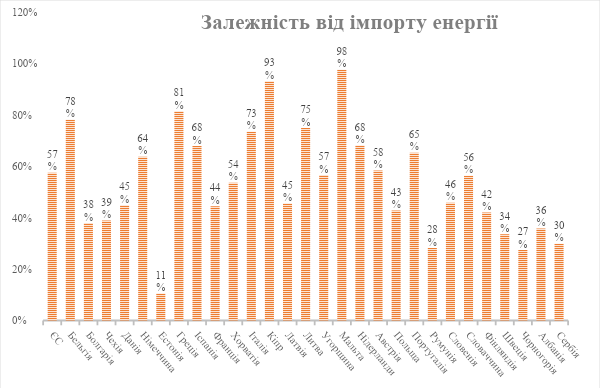 Залежність від імпорту енергії
120%
100%
80%
60%
40%
20%
0%
57 %
78 %
38 %
39 %
45 %
64 %
11 %
81 %
68 %
44 %
54 %
73 %
93 %
45 %
75 %
57 %
98 %
68 %
58 %
43 %
65 %
28 %
46 %
56 %
42 %
34 %
27 %
36 %
30 %
ЄС
Бельгія
Болгарія
Чехія
Данія
Німеччина
Естонія
Греція
Іспанія
Франція
Хорватія
Італія
Кіпр
Латвія
Литва
Угорщина
Мальта
Нідерланди
Австрія
Польща
Португалія
Румунія
Словенія
Словаччина
Фінляндія
Швеція
Чорногорія
Албанія
Сербія